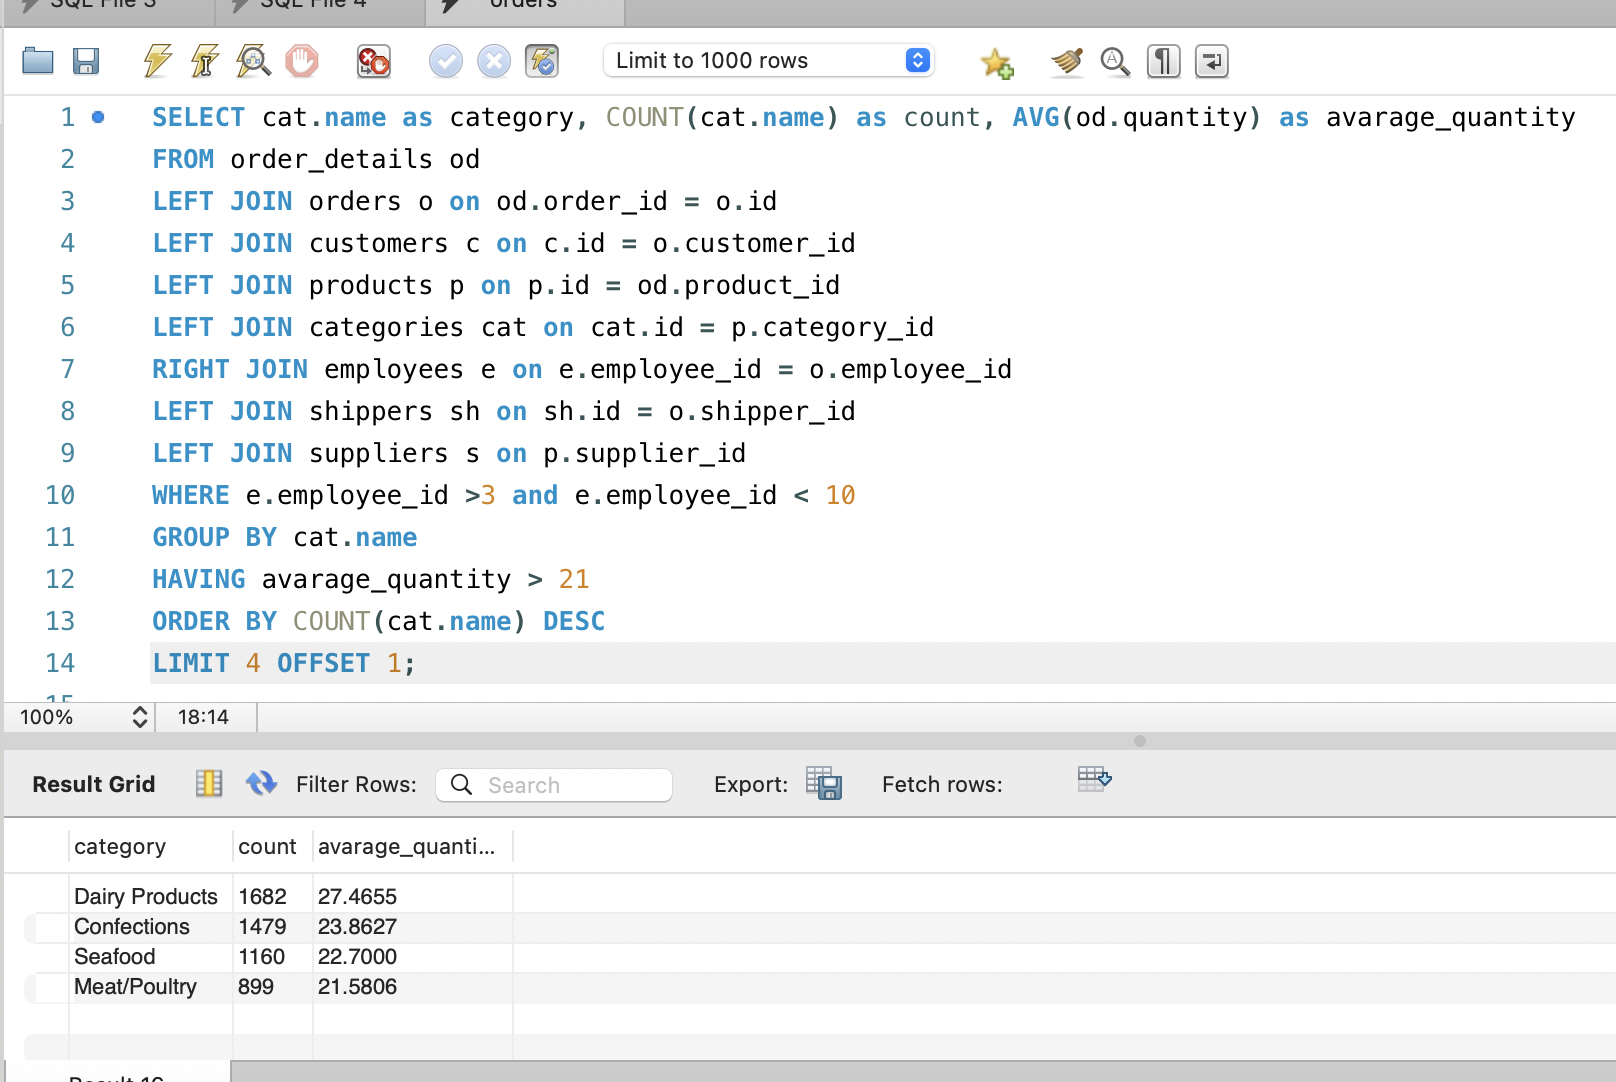 SQL File 3 SQL File 4 orders
Limit to 1000 rows
1 SELECT cat.name as category, COUNT(cat.name) as count, AVG(od.quantity) as avarage_quantity
2 FROM order_details od
3 LEFT JOIN orders o on od.order_id = o.id
4 LEFT JOIN customers c on c.id = o.customer_id
5 LEFT JOIN products p on p.id = od.product_id
6 LEFT JOIN categories cat on cat.id = p.category_id
7 RIGHT JOIN employees e on e.employee_id = o.employee_id
8 LEFT JOIN shippers sh on sh.id = o.shipper_id
9 LEFT JOIN suppliers s on p.supplier_id
10 WHERE e.employee_id >3 and e.employee_id < 10
11 GROUP BY cat.name
12 HAVING avarage_quantity > 21
13 ORDER BY COUNT(cat.name) DESC
14 LIMIT 4 OFFSET 1;
15
100% 18:14
Result Grid Filter Rows: Search Export: Fetch rows:
category count avarage_quanti...
Dairy Products 1682 27.4655
Confections 1479 23.8627
Seafood 1160 22.7000
Meat/Poultry 899 21.5806
Result